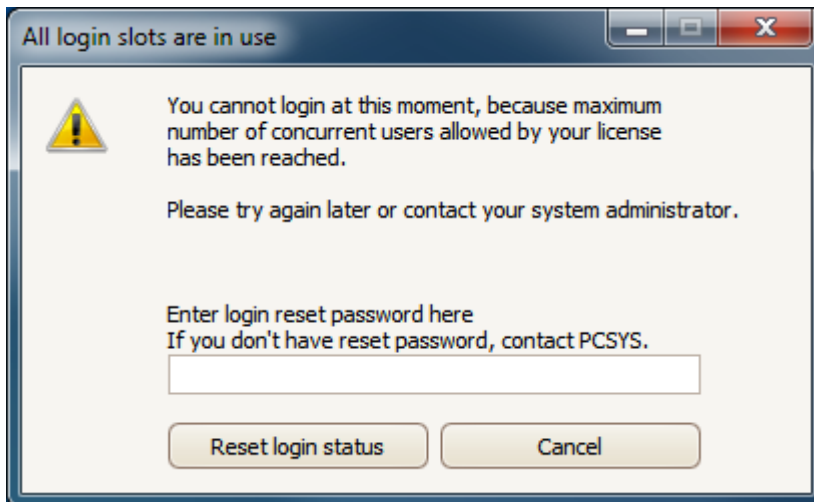 All login slots are in use
You cannot login at this moment, because maximum
number of concurrent users allowed by your license
has been reached.
Please try again later or contact your system administrator.
Enter login reset password here
If you don't have reset password, contact PCSYS.
Reset login status
Cancel